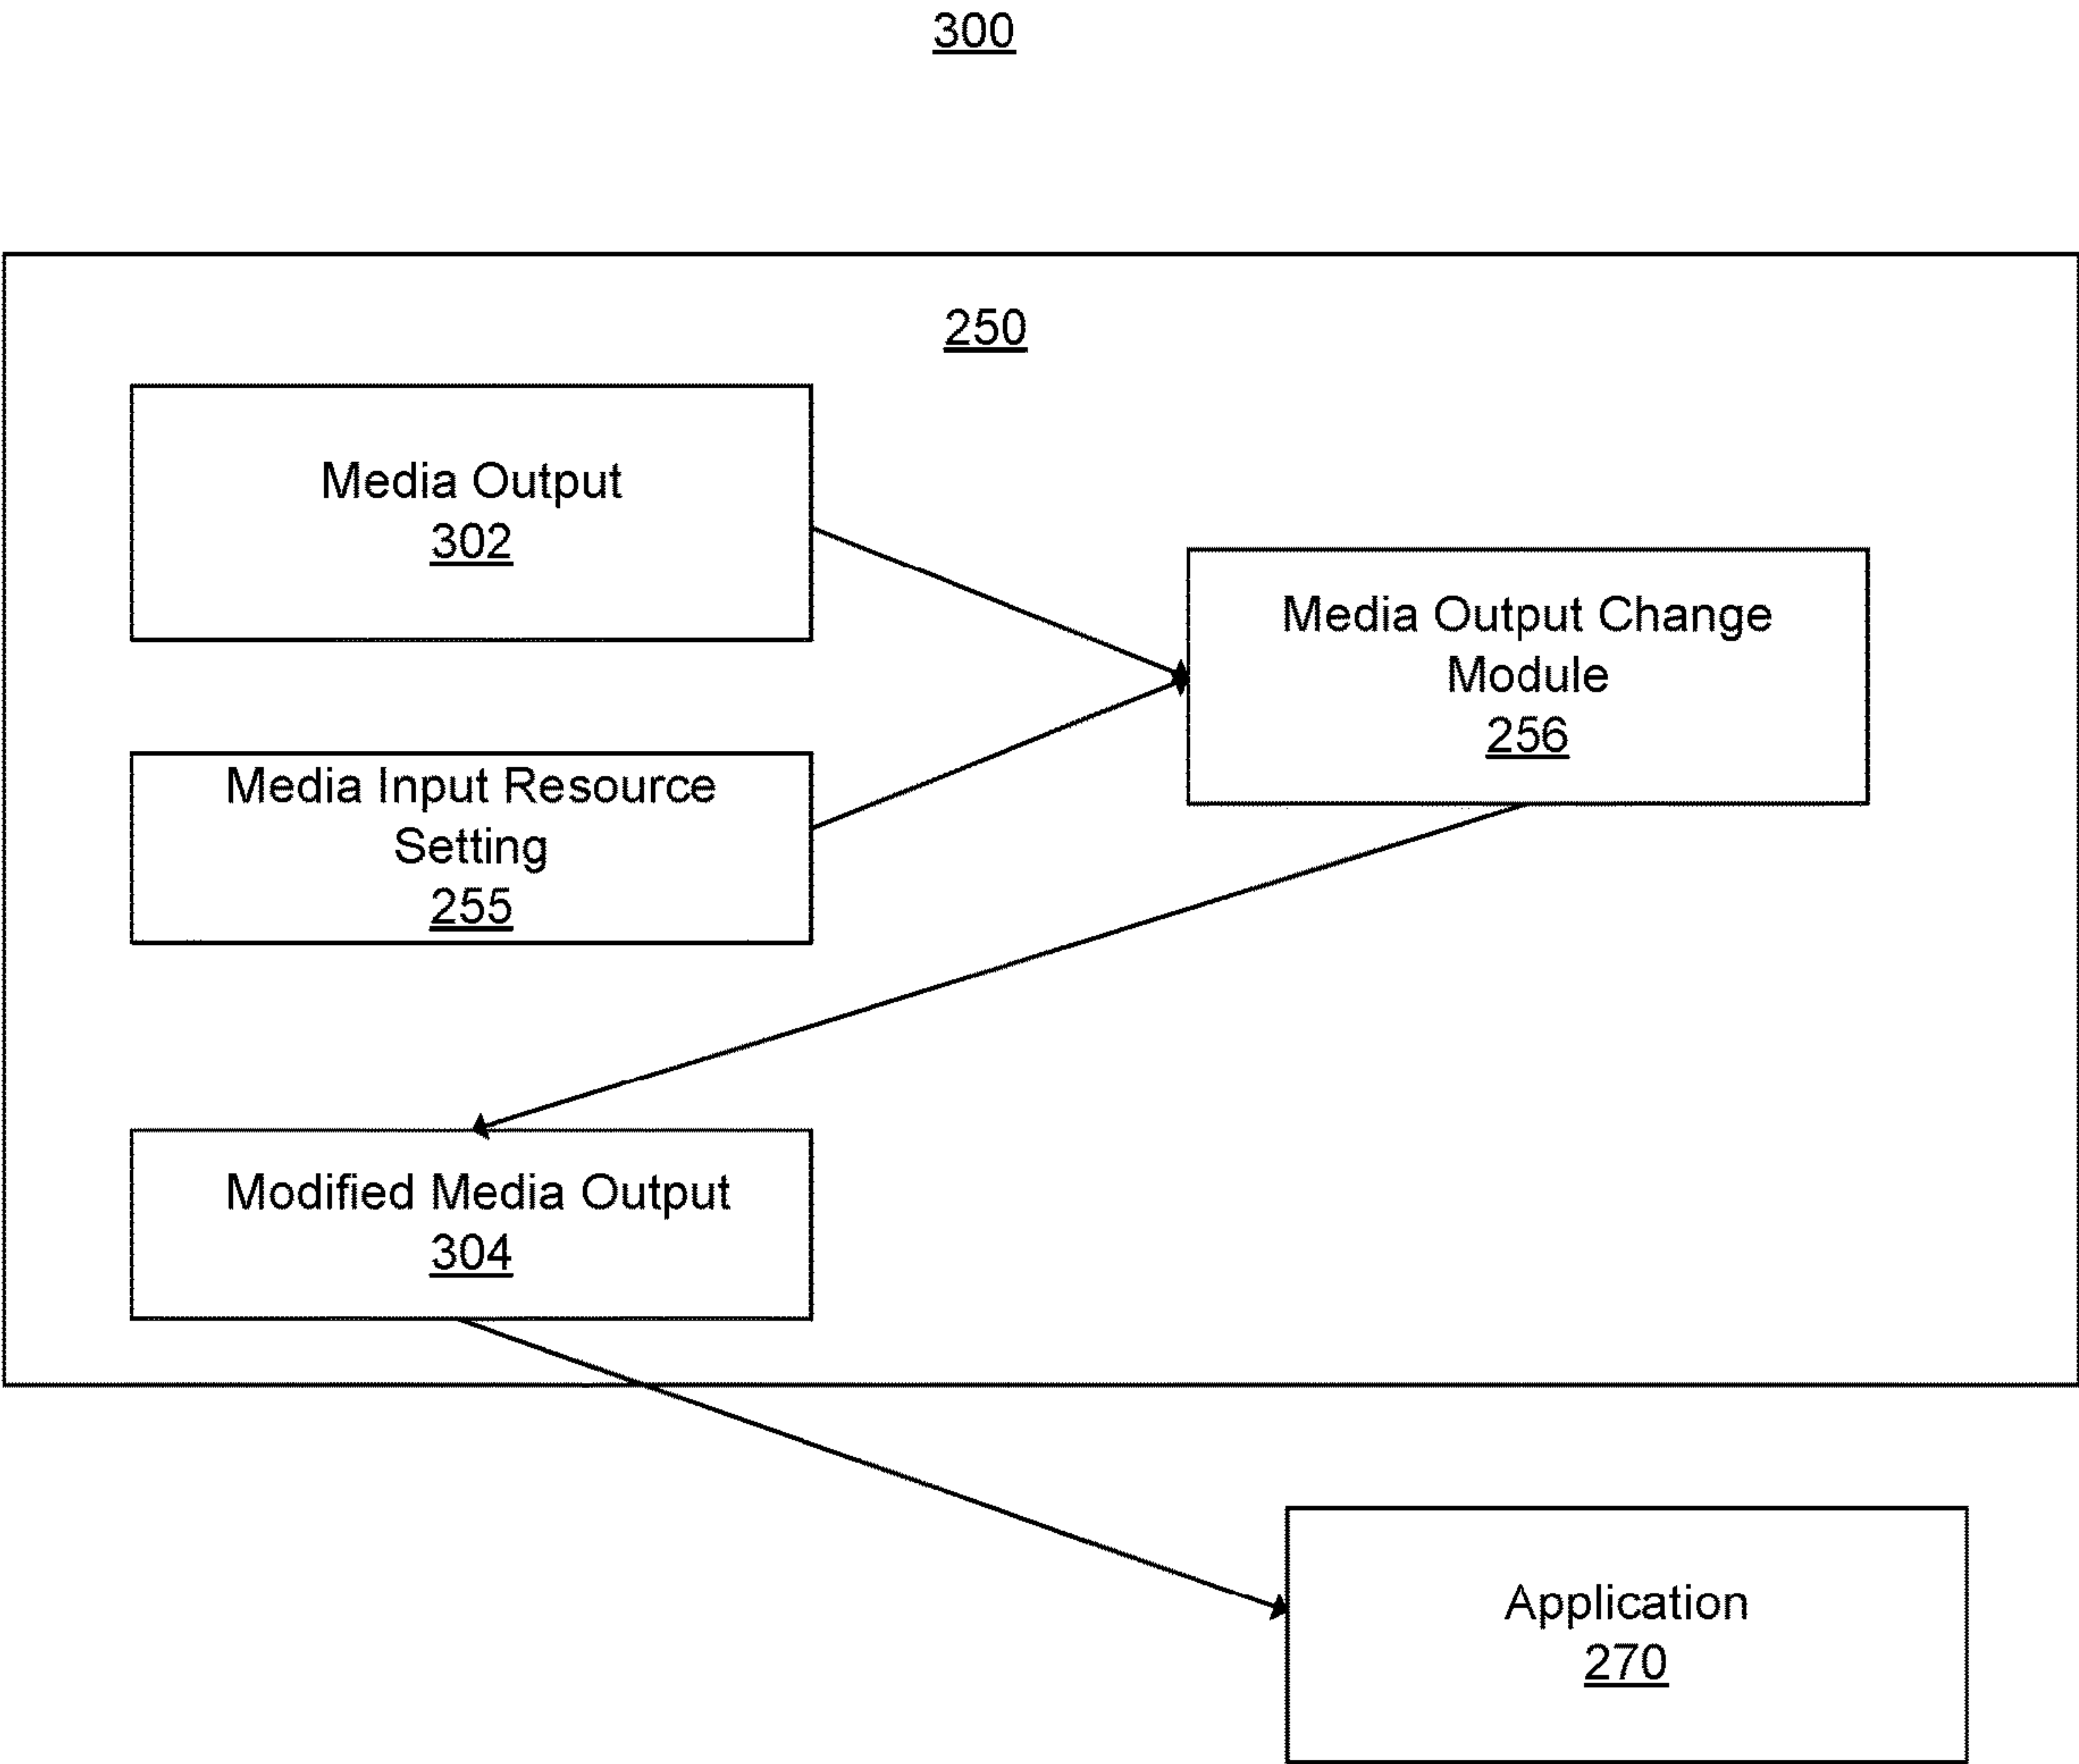 300
250
Media Output
302
Media Output Change
Module
256
Media Input Resource
Setting
255
Modified Media Output
304
Application
270